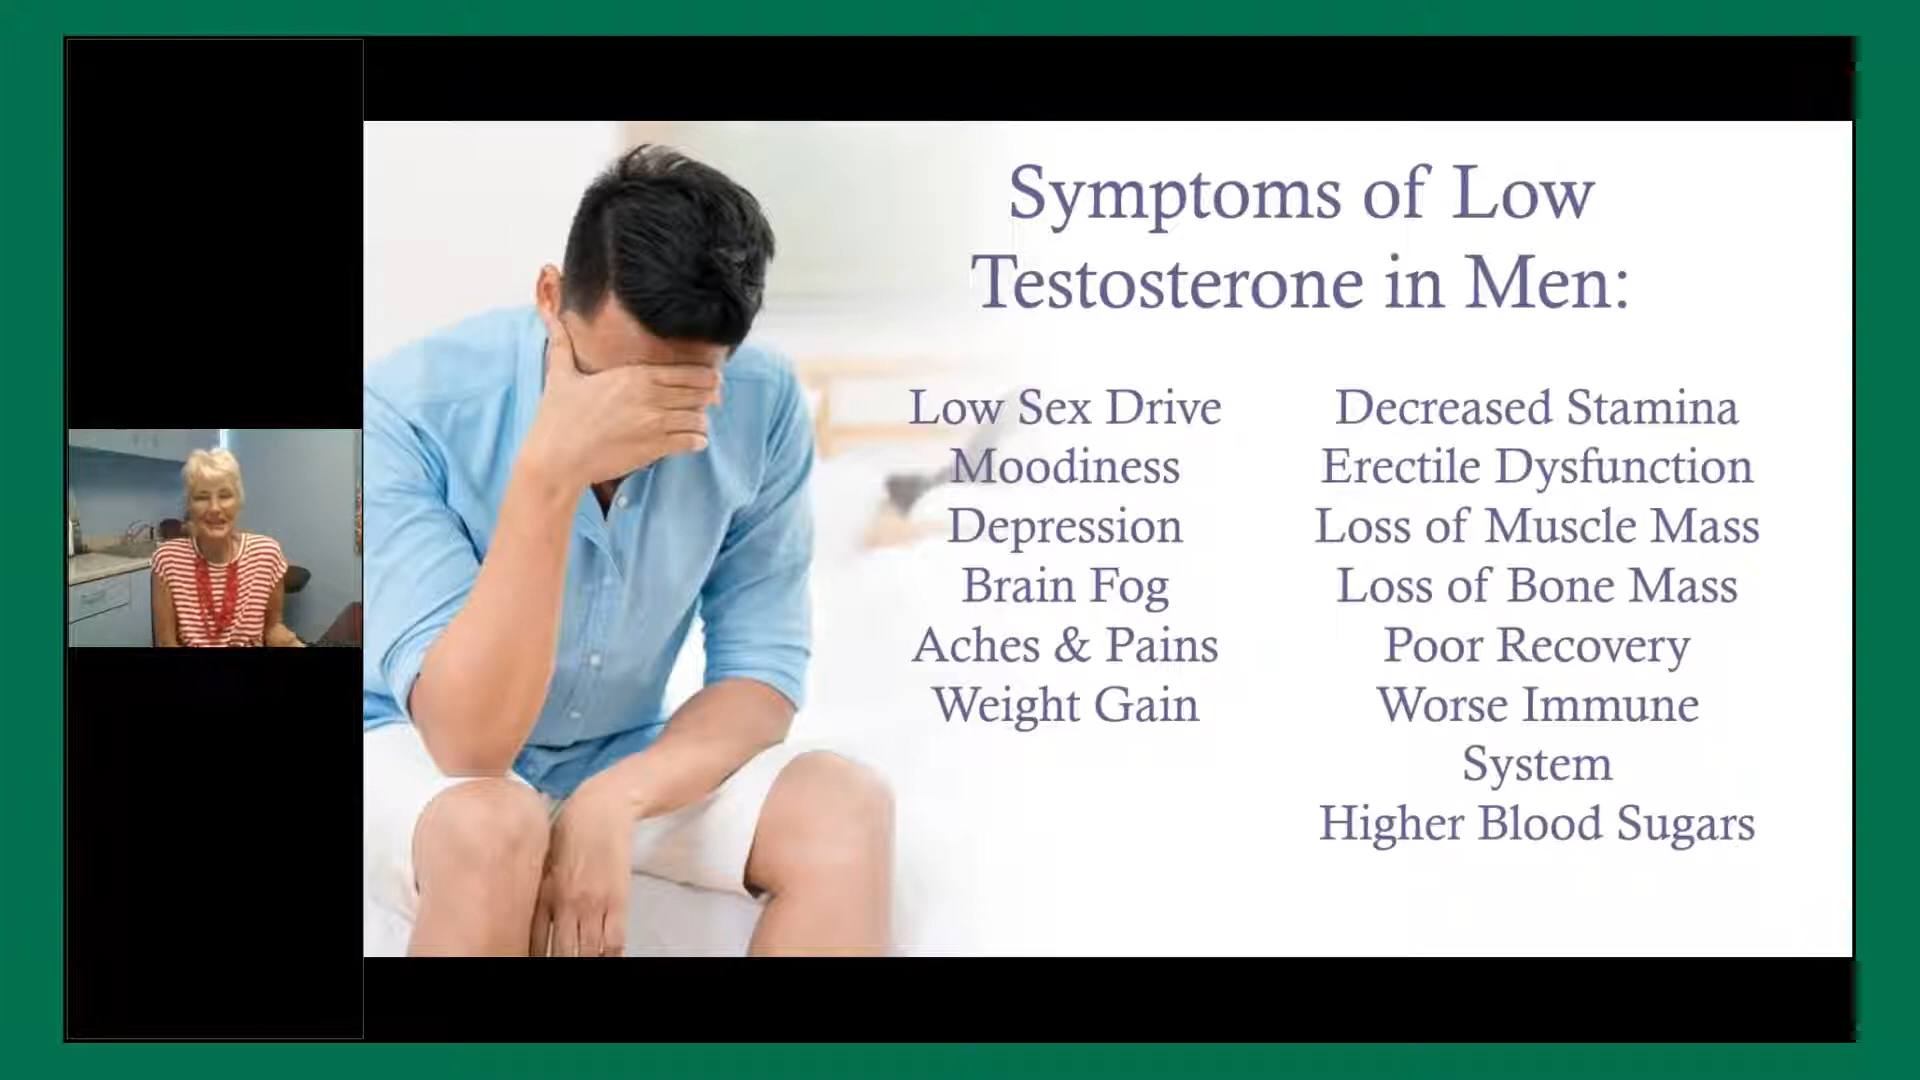 Symptoms of Low
Testosterone in Men:
Low Sex Drive
Moodiness
Depression
Brain Fog
Aches & Pains
Weight Gain
Decreased Stamina
Erectile Dysfunction
Loss of Muscle Mass
Loss of Bone Mass
Poor Recovery
Worse Immune
System
Higher Blood Sugars